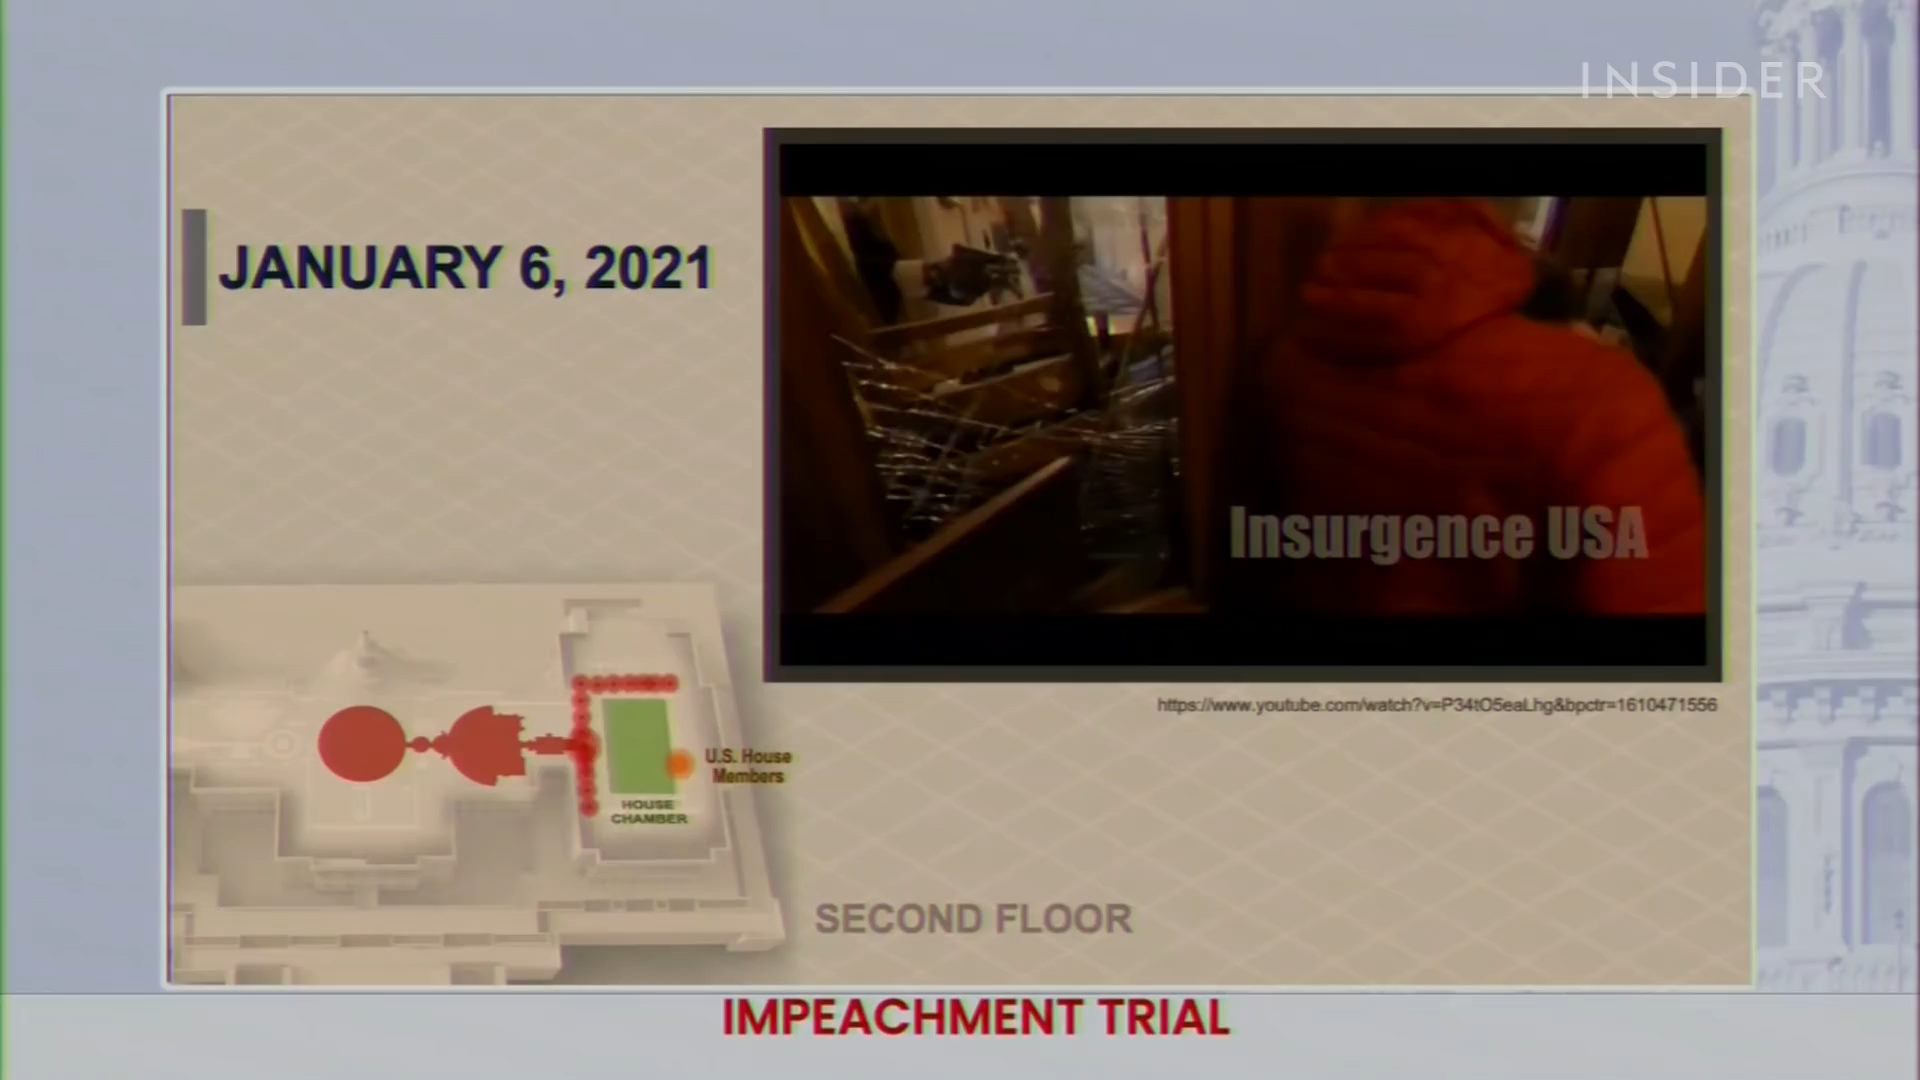 INSIDER
JANUARY 6, 2021
Insurgence USA
https://www.youtube.com/watch?v=P34tO5eaLhg&bpctr=1610471556
U.S. House
Members
HOUSE
CHAMBER
SECOND FLOOR
IMPEACHMENT TRIAL